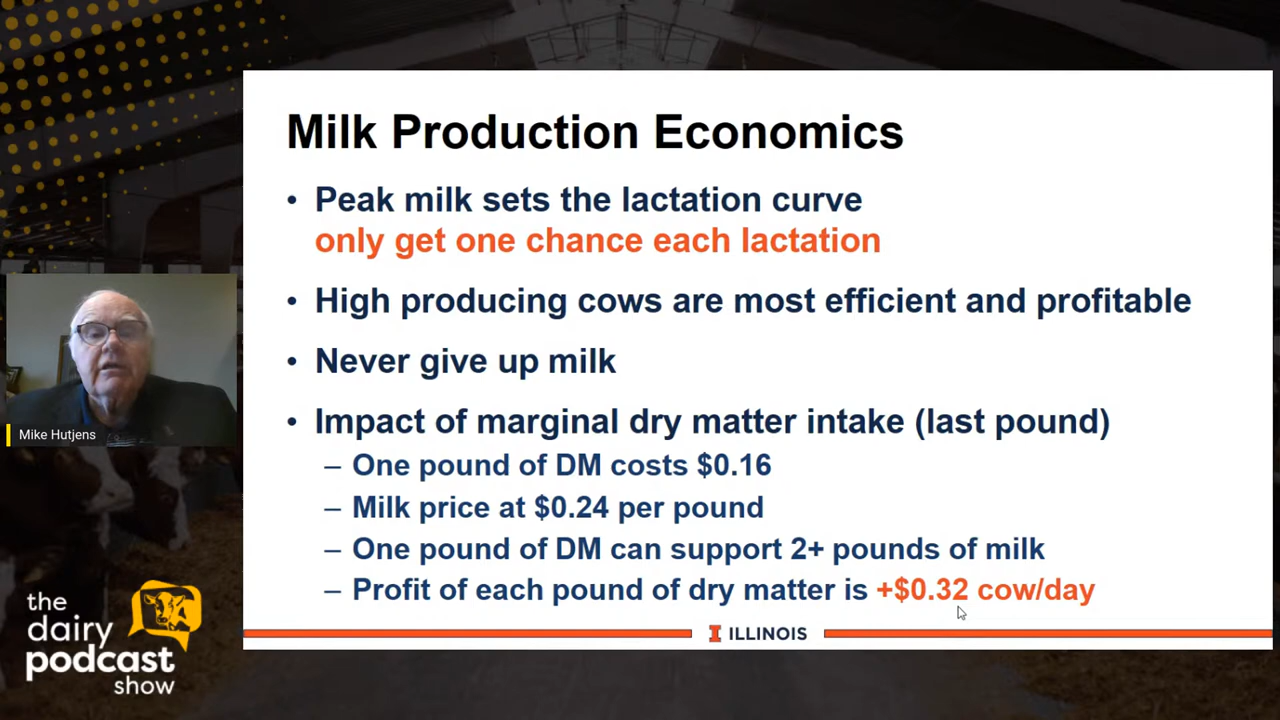 Milk Production Economics
• Peak milk sets the lactation curve
only get one chance each lactation
• High producing cows are most efficient and profitable
• Never give up milk
• Impact of marginal dry matter intake (last pound)
– One pound of DM costs $0.16
– Milk price at $0.24 per pound
– One pound of DM can support 2+ pounds of milk
– Profit of each pound of dry matter is +$0.32 cow/day
I ILLINOIS
Mike Hutjens
the
dairy
podcast
show